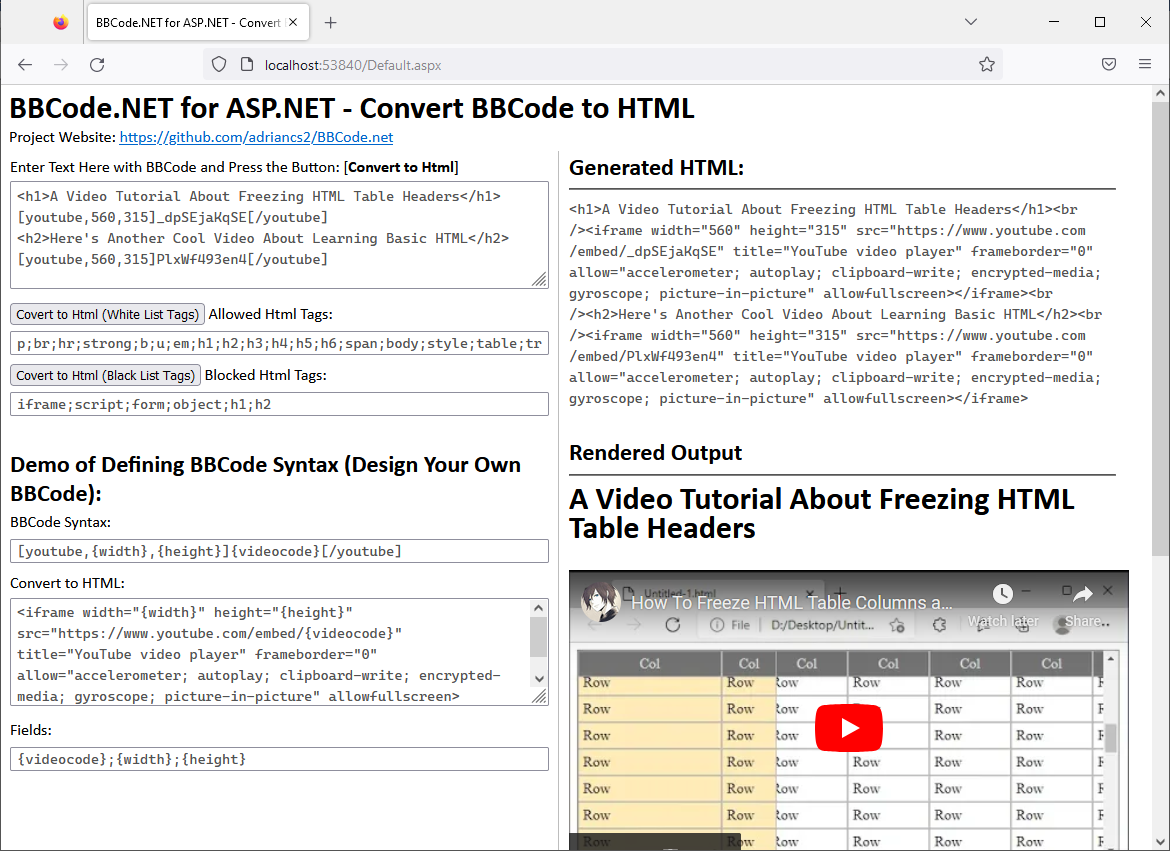 BBCode.NET for ASP.NET - Convert
localhost:53840/Default.aspx
BBCode.NET for ASP.NET - Convert BBCode to HTML
Project Website: https://github.com/adriancs2/BBCode.net
Enter Text Here with BBCode and Press the Button: [Convert to Html]
<h1>A Video Tutorial About Freezing HTML Table Headers</h1>
[youtube,560,315]_dpSEjaKqSE[/youtube]
<h2>Here's Another Cool Video About Learning Basic HTML</h2>
[youtube,560,315]PlxWf493en4[/youtube]
Covert to Html (White List Tags) Allowed Html Tags:
p;br;hr;strong;b;u;em;h1;h2;h3;h4;h5;h6;span;body;style;table;tr
Covert to Html (Black List Tags) Blocked Html Tags:
iframe;script;form;object;h1;h2
Demo of Defining BBCode Syntax (Design Your Own
BBCode):
BBCode Syntax:
[youtube,{width},{height}]{videocode}[/youtube]
Convert to HTML:
<iframe width="{width}" height="{height}"
src="https://www.youtube.com/embed/{videocode}"
title="YouTube video player" frameborder="0"
allow="accelerometer; autoplay; clipboard-write; encrypted-
media; gyroscope; picture-in-picture" allowfullscreen>
Fields:
{videocode};{width};{height}
Generated HTML:
<h1>A Video Tutorial About Freezing HTML Table Headers</h1><br
/><iframe width="560" height="315" src="https://www.youtube.com
/embed/_dpSEjaKqSE" title="YouTube video player" frameborder="0"
allow="accelerometer; autoplay; clipboard-write; encrypted-media;
gyroscope; picture-in-picture" allowfullscreen></iframe><br
/><h2>Here's Another Cool Video About Learning Basic HTML</h2><br
/><iframe width="560" height="315" src="https://www.youtube.com
/embed/PlxWf493en4" title="YouTube video player" frameborder="0"
allow="accelerometer; autoplay; clipboard-write; encrypted-media;
gyroscope; picture-in-picture" allowfullscreen></iframe>
Rendered Output
A Video Tutorial About Freezing HTML
Table Headers
Untitled-1.html
How To Freeze HTML Table Columns a...
Watch later Share
File D:/Desktop/Untit...
Col Col Col Col Col Col
Row Row Row Row Row Row
Row Row Row Row Row Row
Row Row Row Row Row Row
Row Row Row Row Row Row
Row Row Row Row Row Row
Row Row Row Row Row Row
Row Row Row Row Row